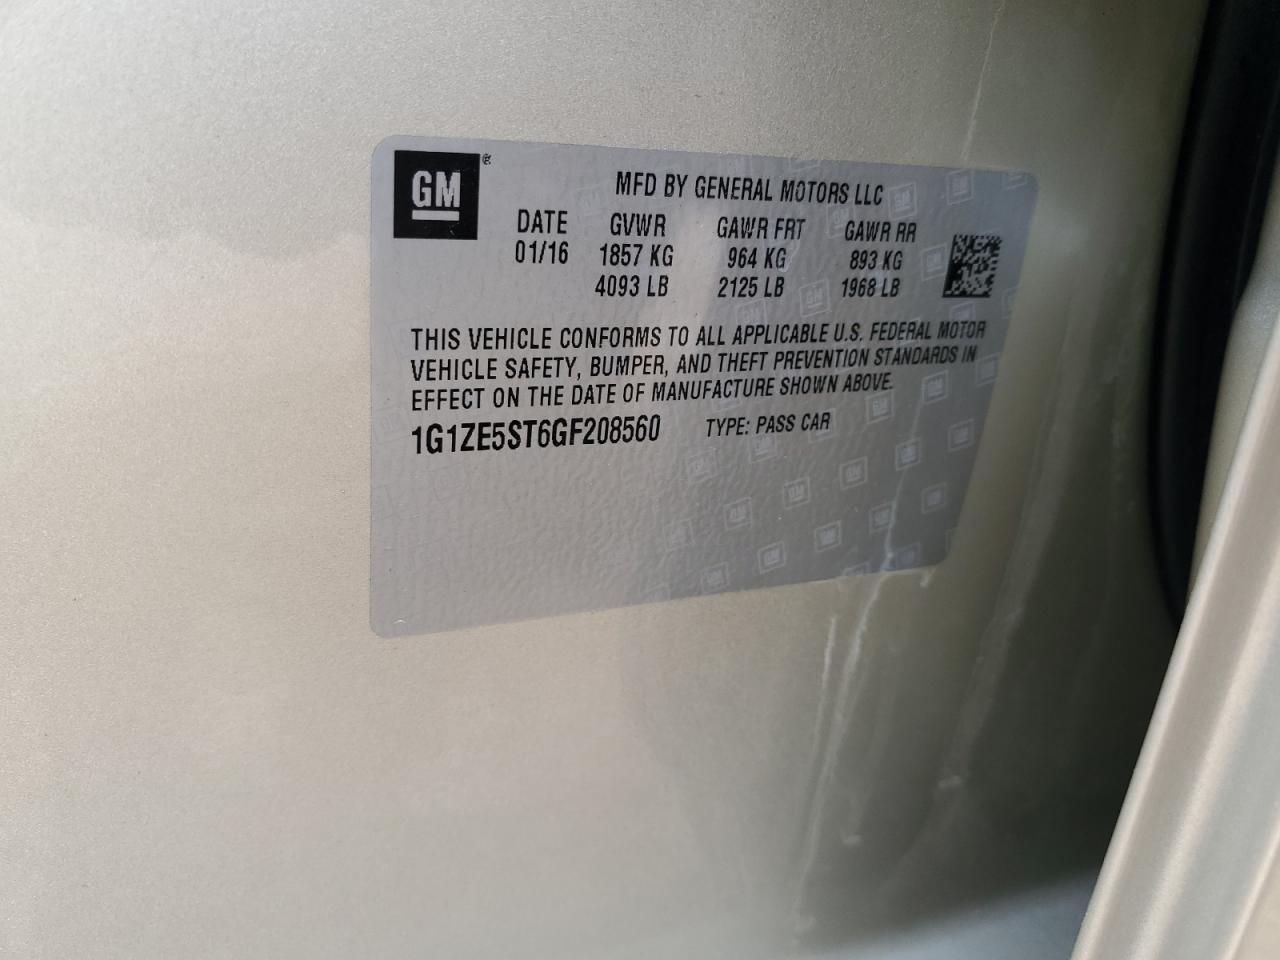 GM®
MFD BY GENERAL MOTORS LLC
DATE GVWR GAWR FRT GAWR RR
01/16 1857 KG 964 KG 893 KG
4093 LB 2125 LB 1968 LB
THIS VEHICLE CONFORMS TO ALL APPLICABLE U.S. FEDERAL MOTOR
VEHICLE SAFETY, BUMPER, AND THEFT PREVENTION STANDARDS IN
EFFECT ON THE DATE OF MANUFACTURE SHOWN ABOVE.
1G1ZE5ST6GF208560 TYPE: PASS CAR